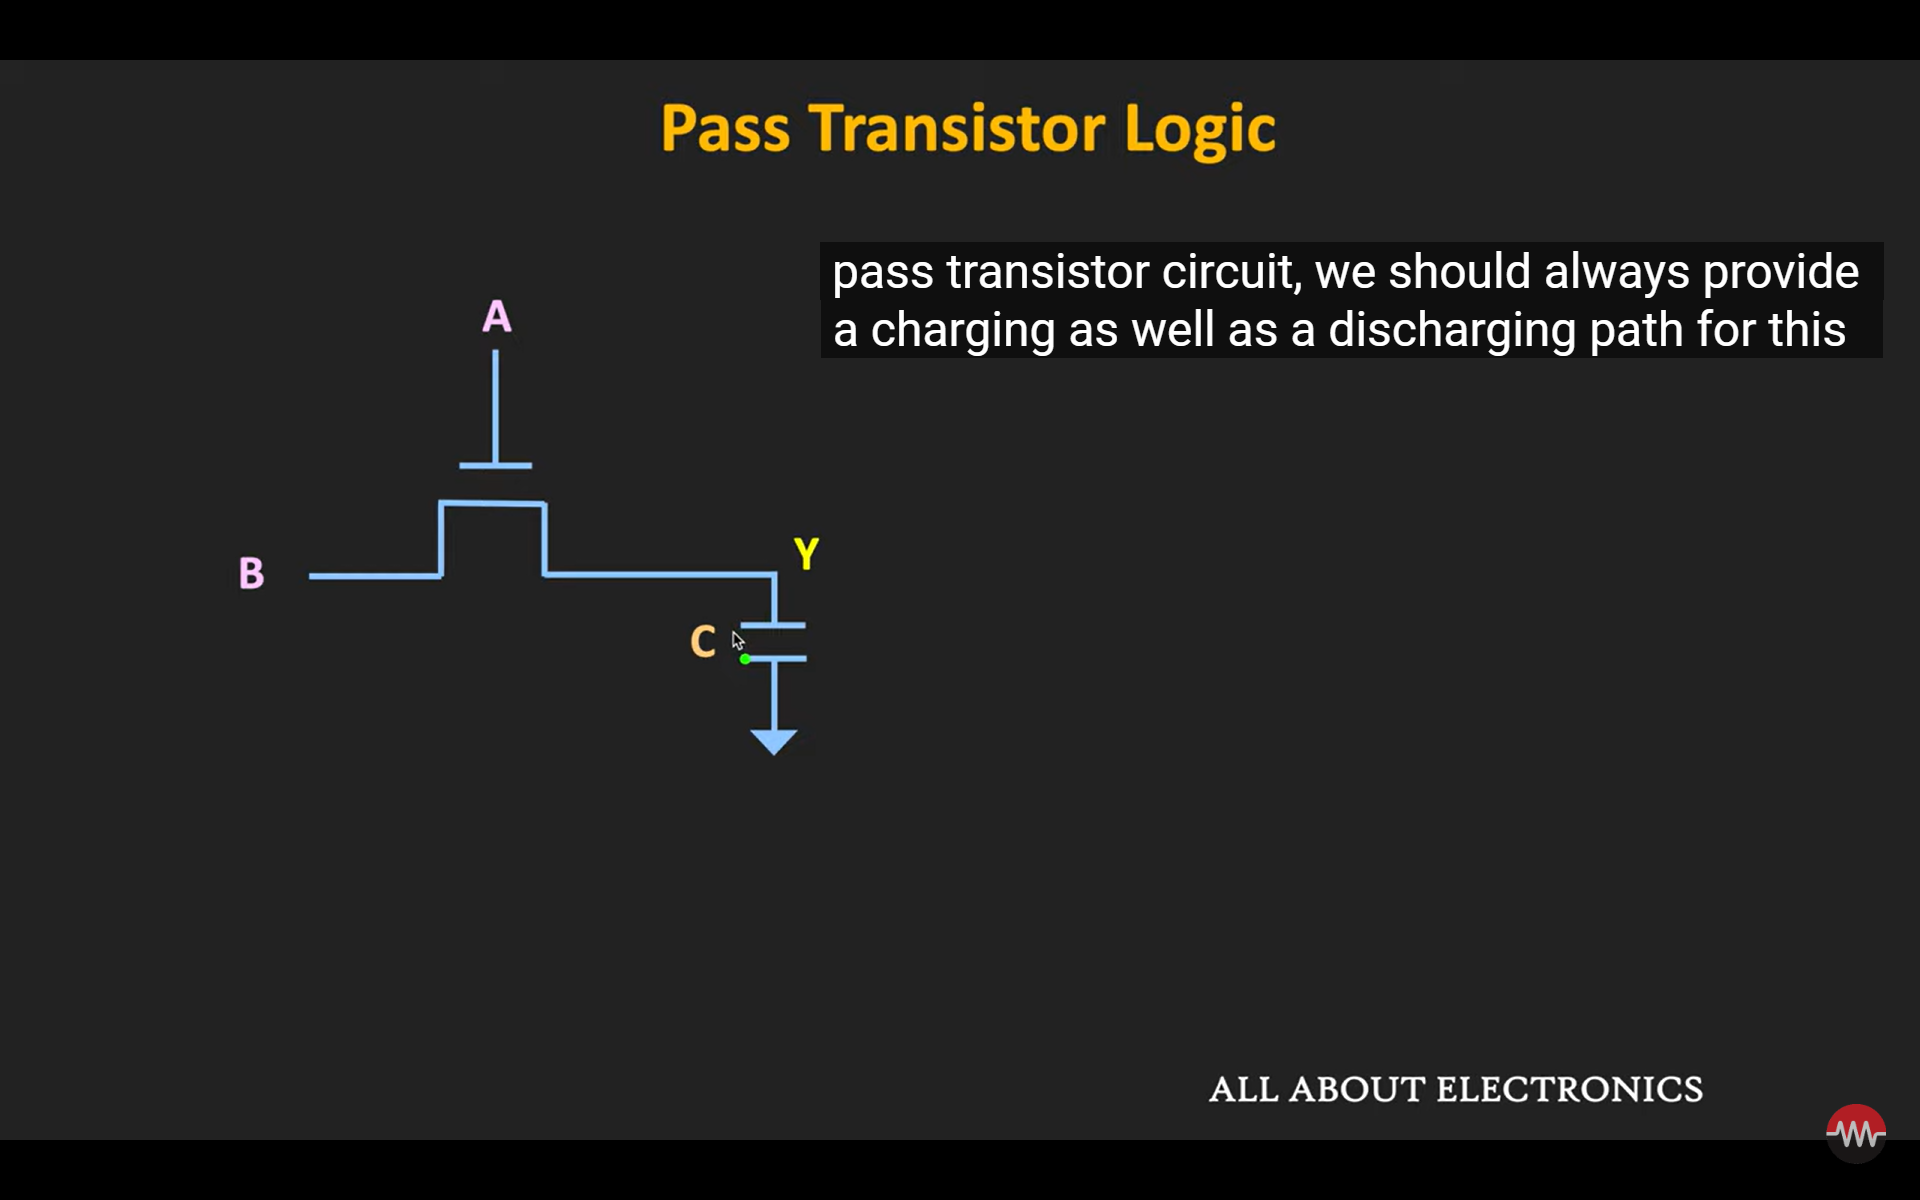 Pass Transistor Logic
pass transistor circuit, we should always provide
a charging as well as a discharging path for this
A
B
Y
C
ALL ABOUT ELECTRONICS